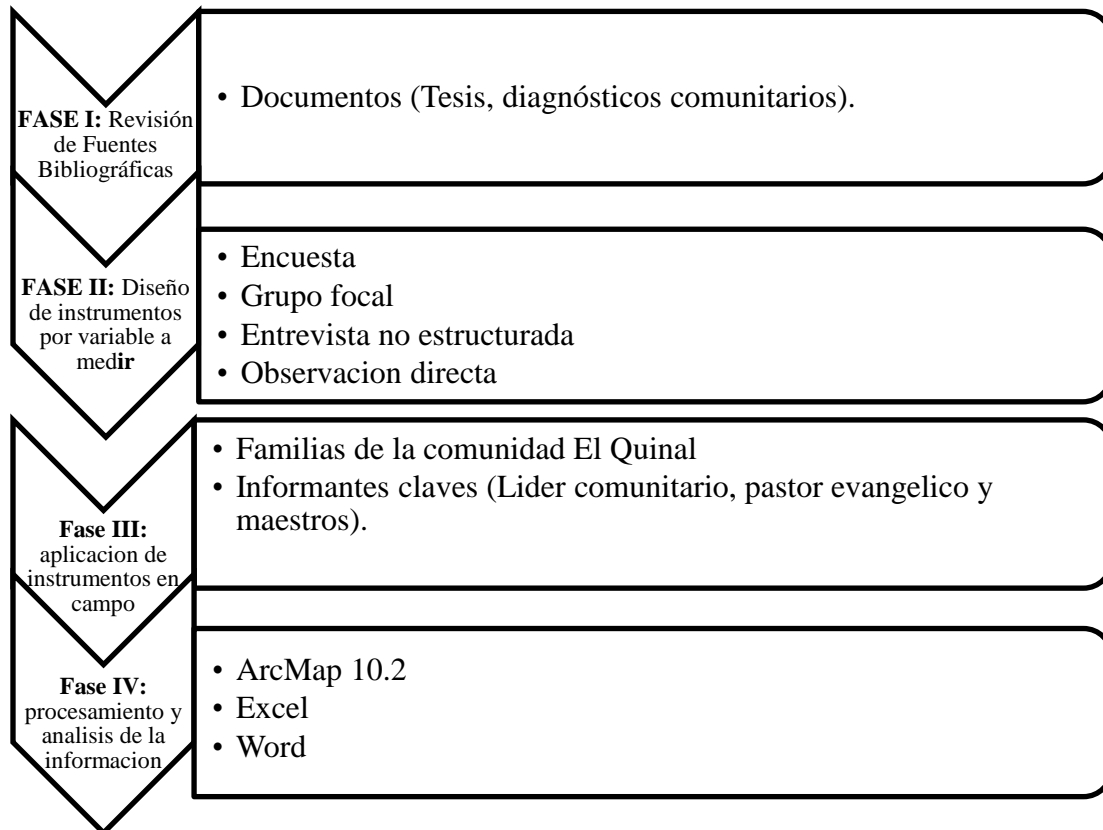 FASE I: Revisión
de Fuentes
Bibliográficas
• Documentos (Tesis, diagnósticos comunitarios).
FASE II: Diseño
de instrumentos
por variable a
medir
• Encuesta
• Grupo focal
• Entrevista no estructurada
• Observacion directa
Fase III:
aplicacion de
instrumentos en
campo
• Familias de la comunidad El Quinal
• Informantes claves (Lider comunitario, pastor evangelico y
maestros).
Fase IV:
procesamiento y
analisis de la
informacion
• ArcMap 10.2
• Excel
• Word